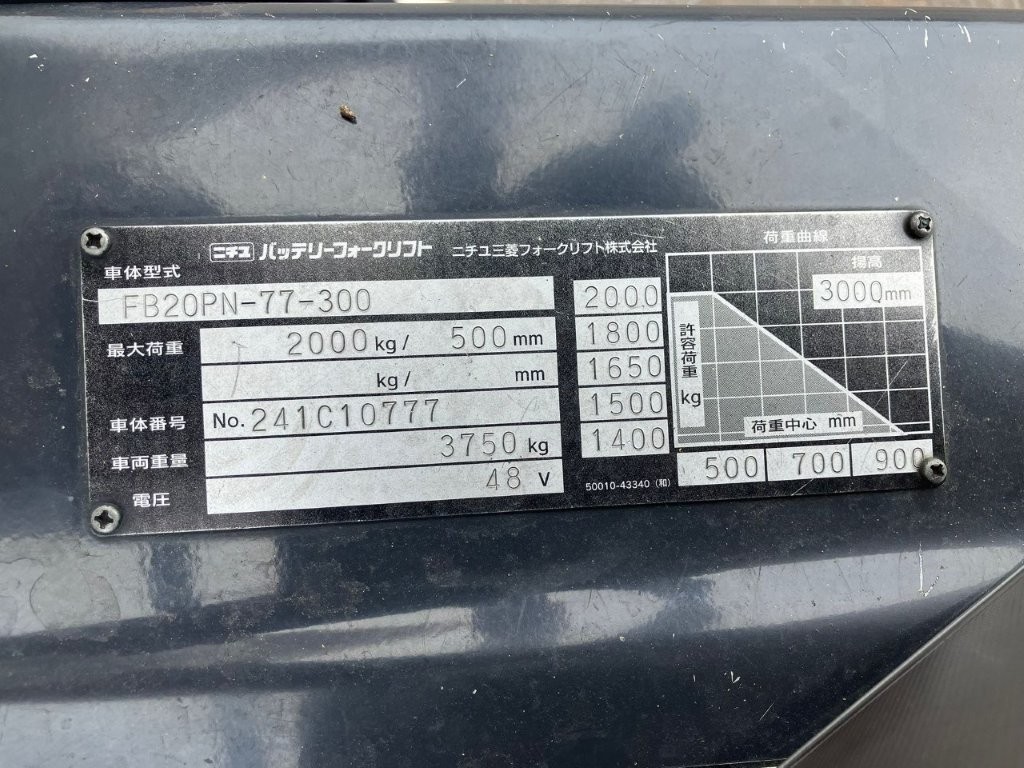 ニチユ バッテリーフォークリフト ニチユ三菱フォークリフト株式会社
車体型式
FB20PN-77-300
最大荷重 2000 kg/ 500 mm
kg/ mm
車体番号 No. 241C10777
車両重量 3750 kg
電圧 48 V
2000
1800
1650
1500
1400
50010-43340 (和)
荷重曲線
揚高
3000 mm
許容荷重 kg
荷重中心 mm
500 700 900